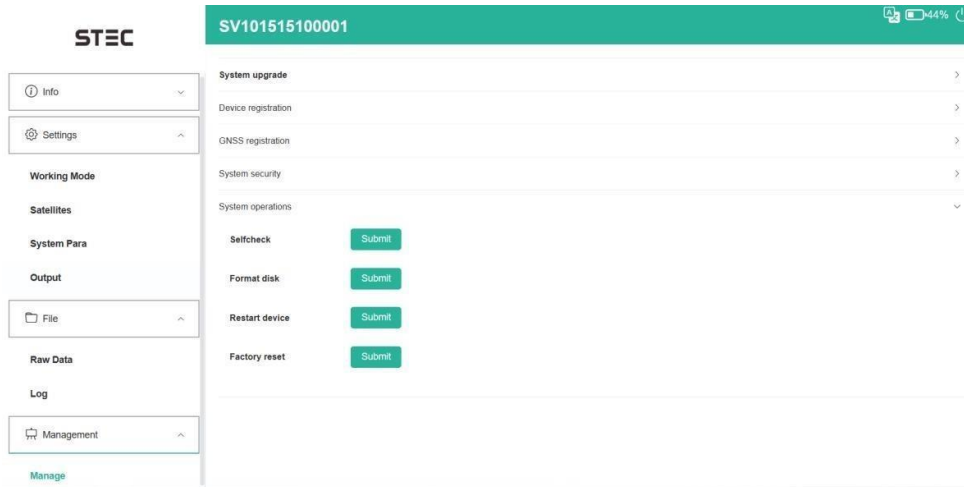 STEC
SV101515100001
44%
Info
Settings
Working Mode
Satellites
System Para
Output
File
Raw Data
Log
Management
Manage
System upgrade
Device registration
GNSS registration
System security
System operations
Selfcheck Submit
Format disk Submit
Restart device Submit
Factory reset Submit